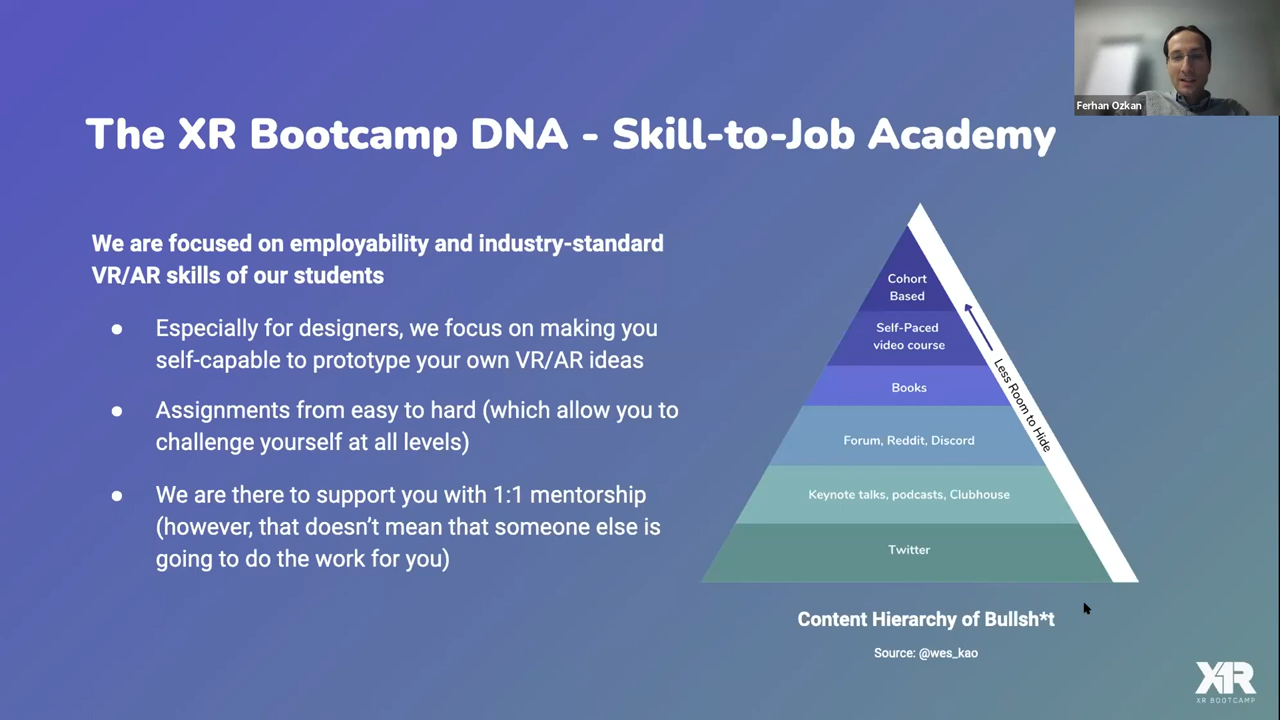 Ferhan Ozkan
The XR Bootcamp DNA - Skill-to-Job Academy
We are focused on employability and industry-standard
VR/AR skills of our students
● Especially for designers, we focus on making you
self-capable to prototype your own VR/AR ideas
● Assignments from easy to hard (which allow you to
challenge yourself at all levels)
● We are there to support you with 1:1 mentorship
(however, that doesn’t mean that someone else is
going to do the work for you)
Cohort
Based
Self-Paced
video course
Books
Forum, Reddit, Discord
Keynote talks, podcasts, Clubhouse
Twitter
Less Room to Hide
Content Hierarchy of Bullsh*t
Source: @wes_kao
XR
XR BOOTCAMP